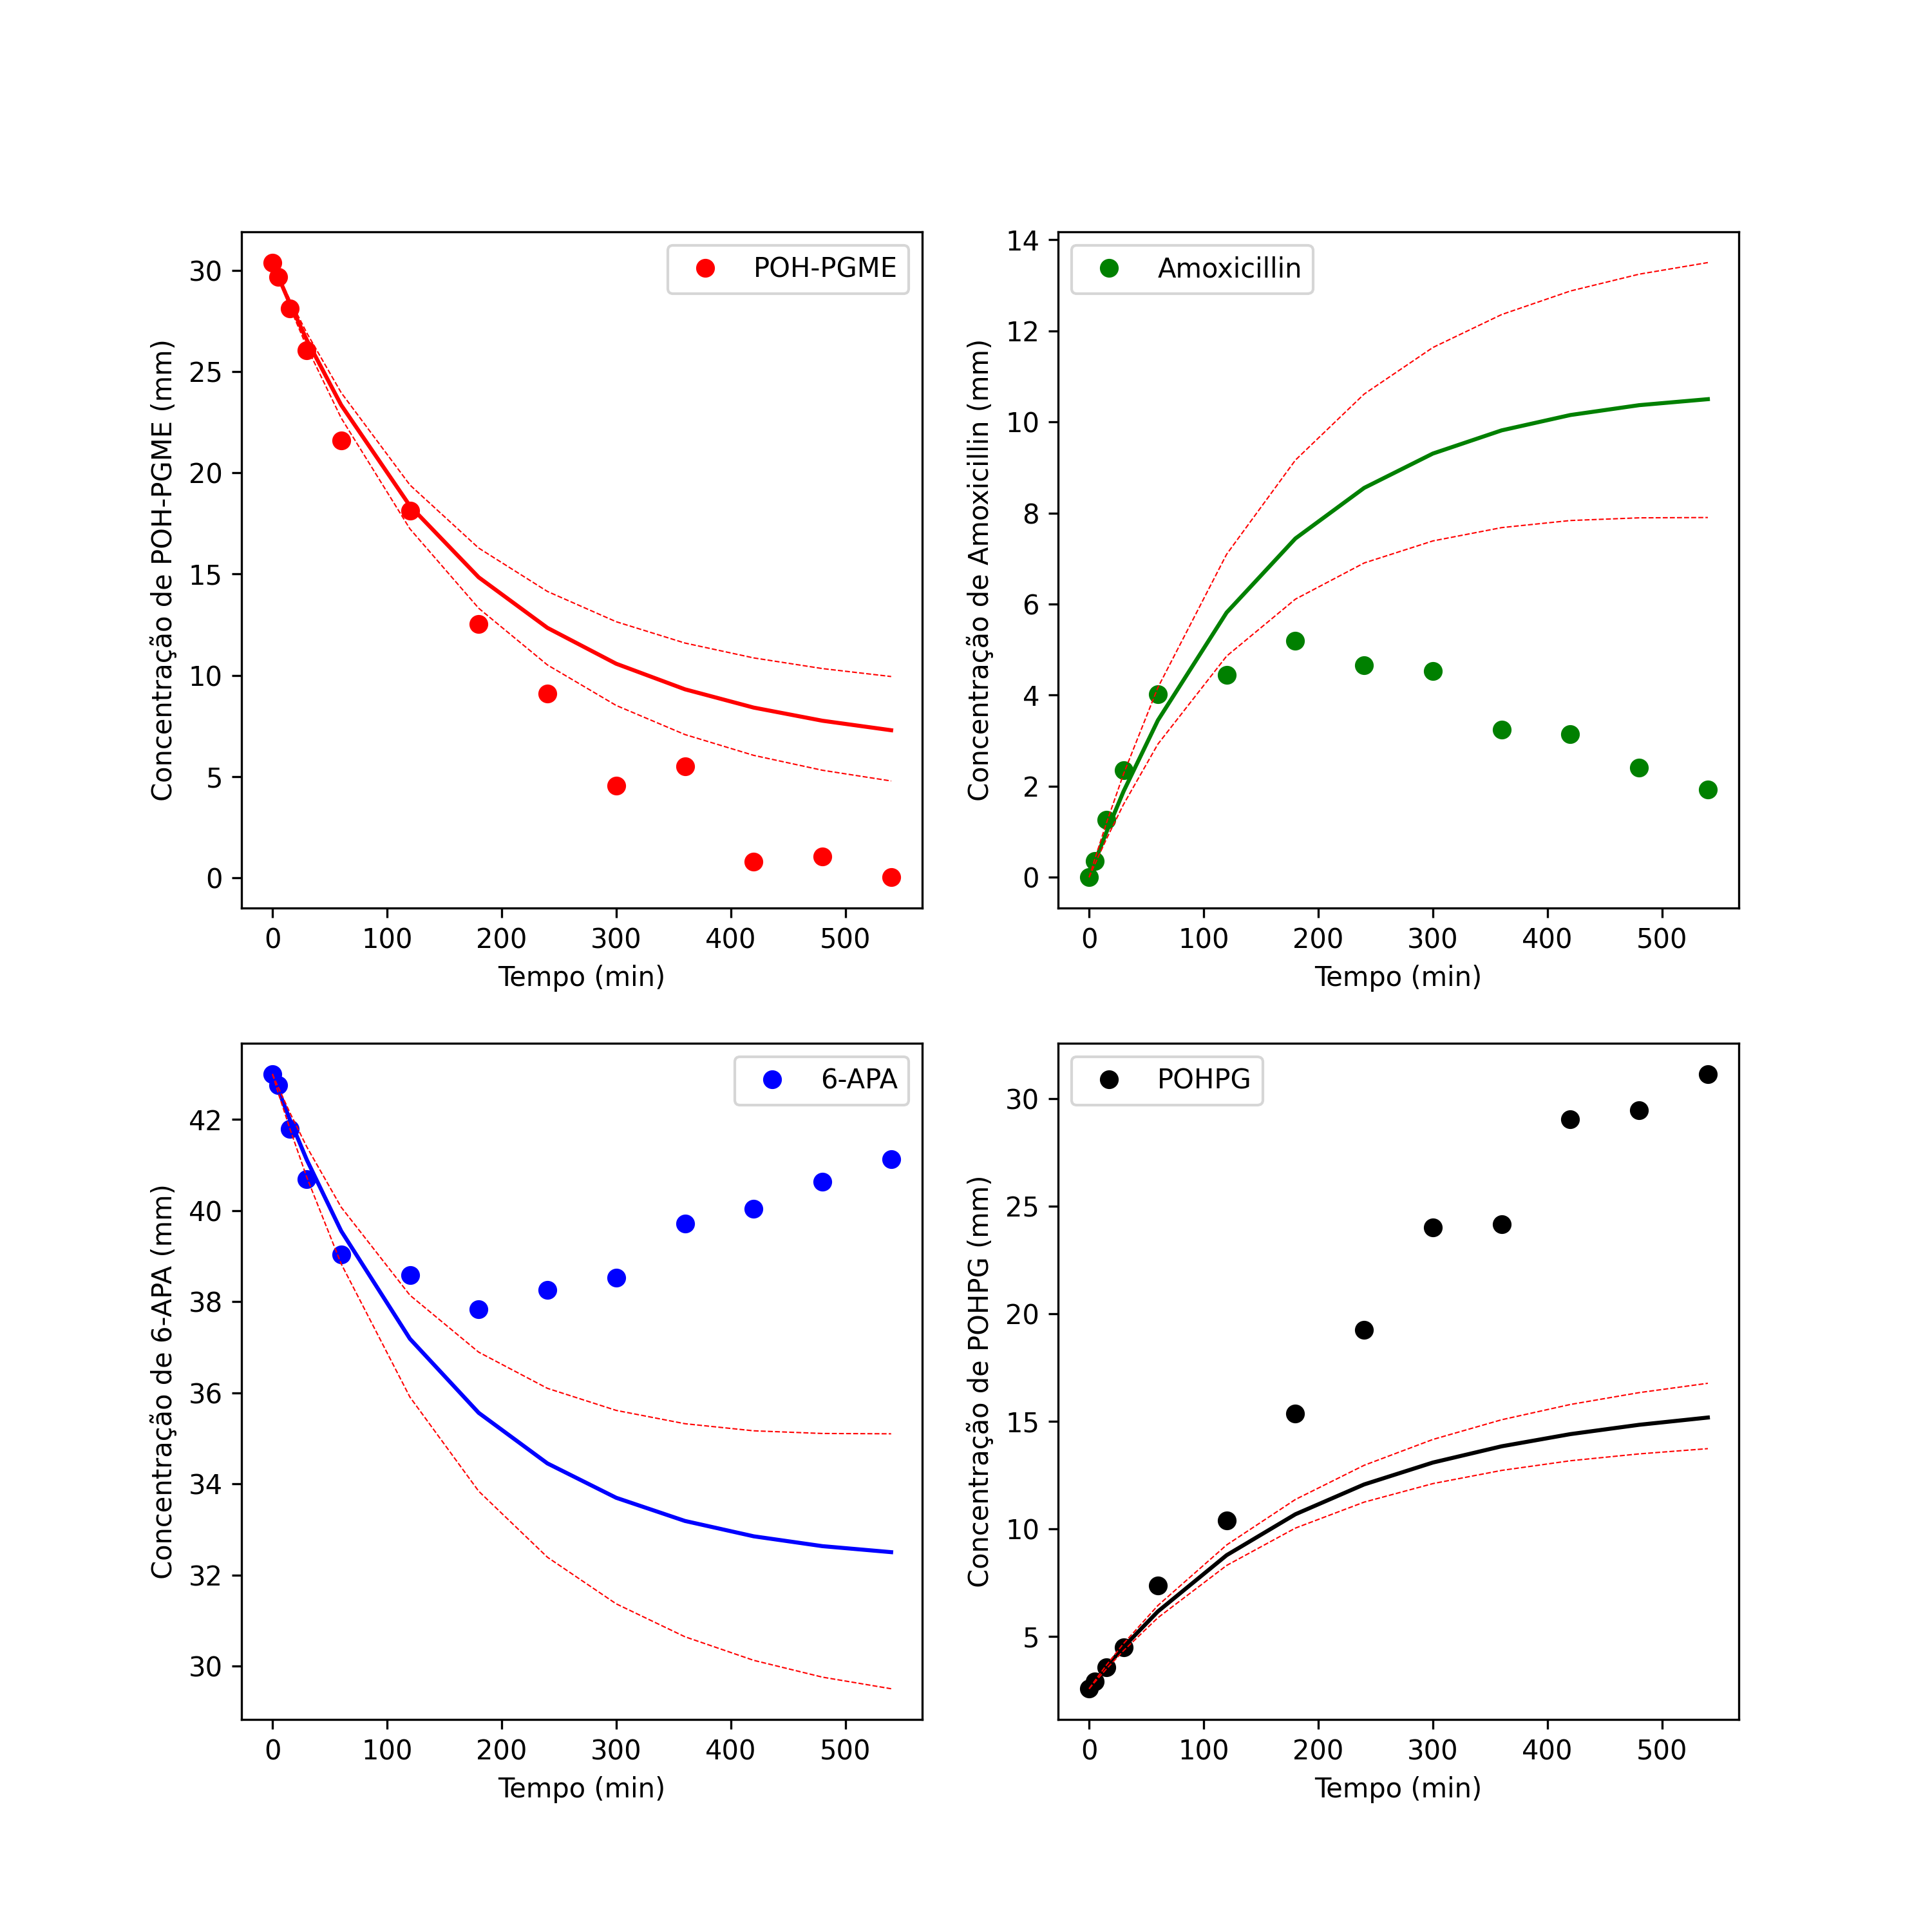 POH-PGME
Concentração de POH-PGME (mm)
30
25
20
15
10
5
0
0 100 200 300 400 500
Tempo (min)
Amoxicillin
Concentração de Amoxicillin (mm)
14
12
10
8
6
4
2
0
0 100 200 300 400 500
Tempo (min)
6-APA
Concentração de 6-APA (mm)
42
40
38
36
34
32
30
0 100 200 300 400 500
Tempo (min)
POHPG
Concentração de POHPG (mm)
30
25
20
15
10
5
0 100 200 300 400 500
Tempo (min)